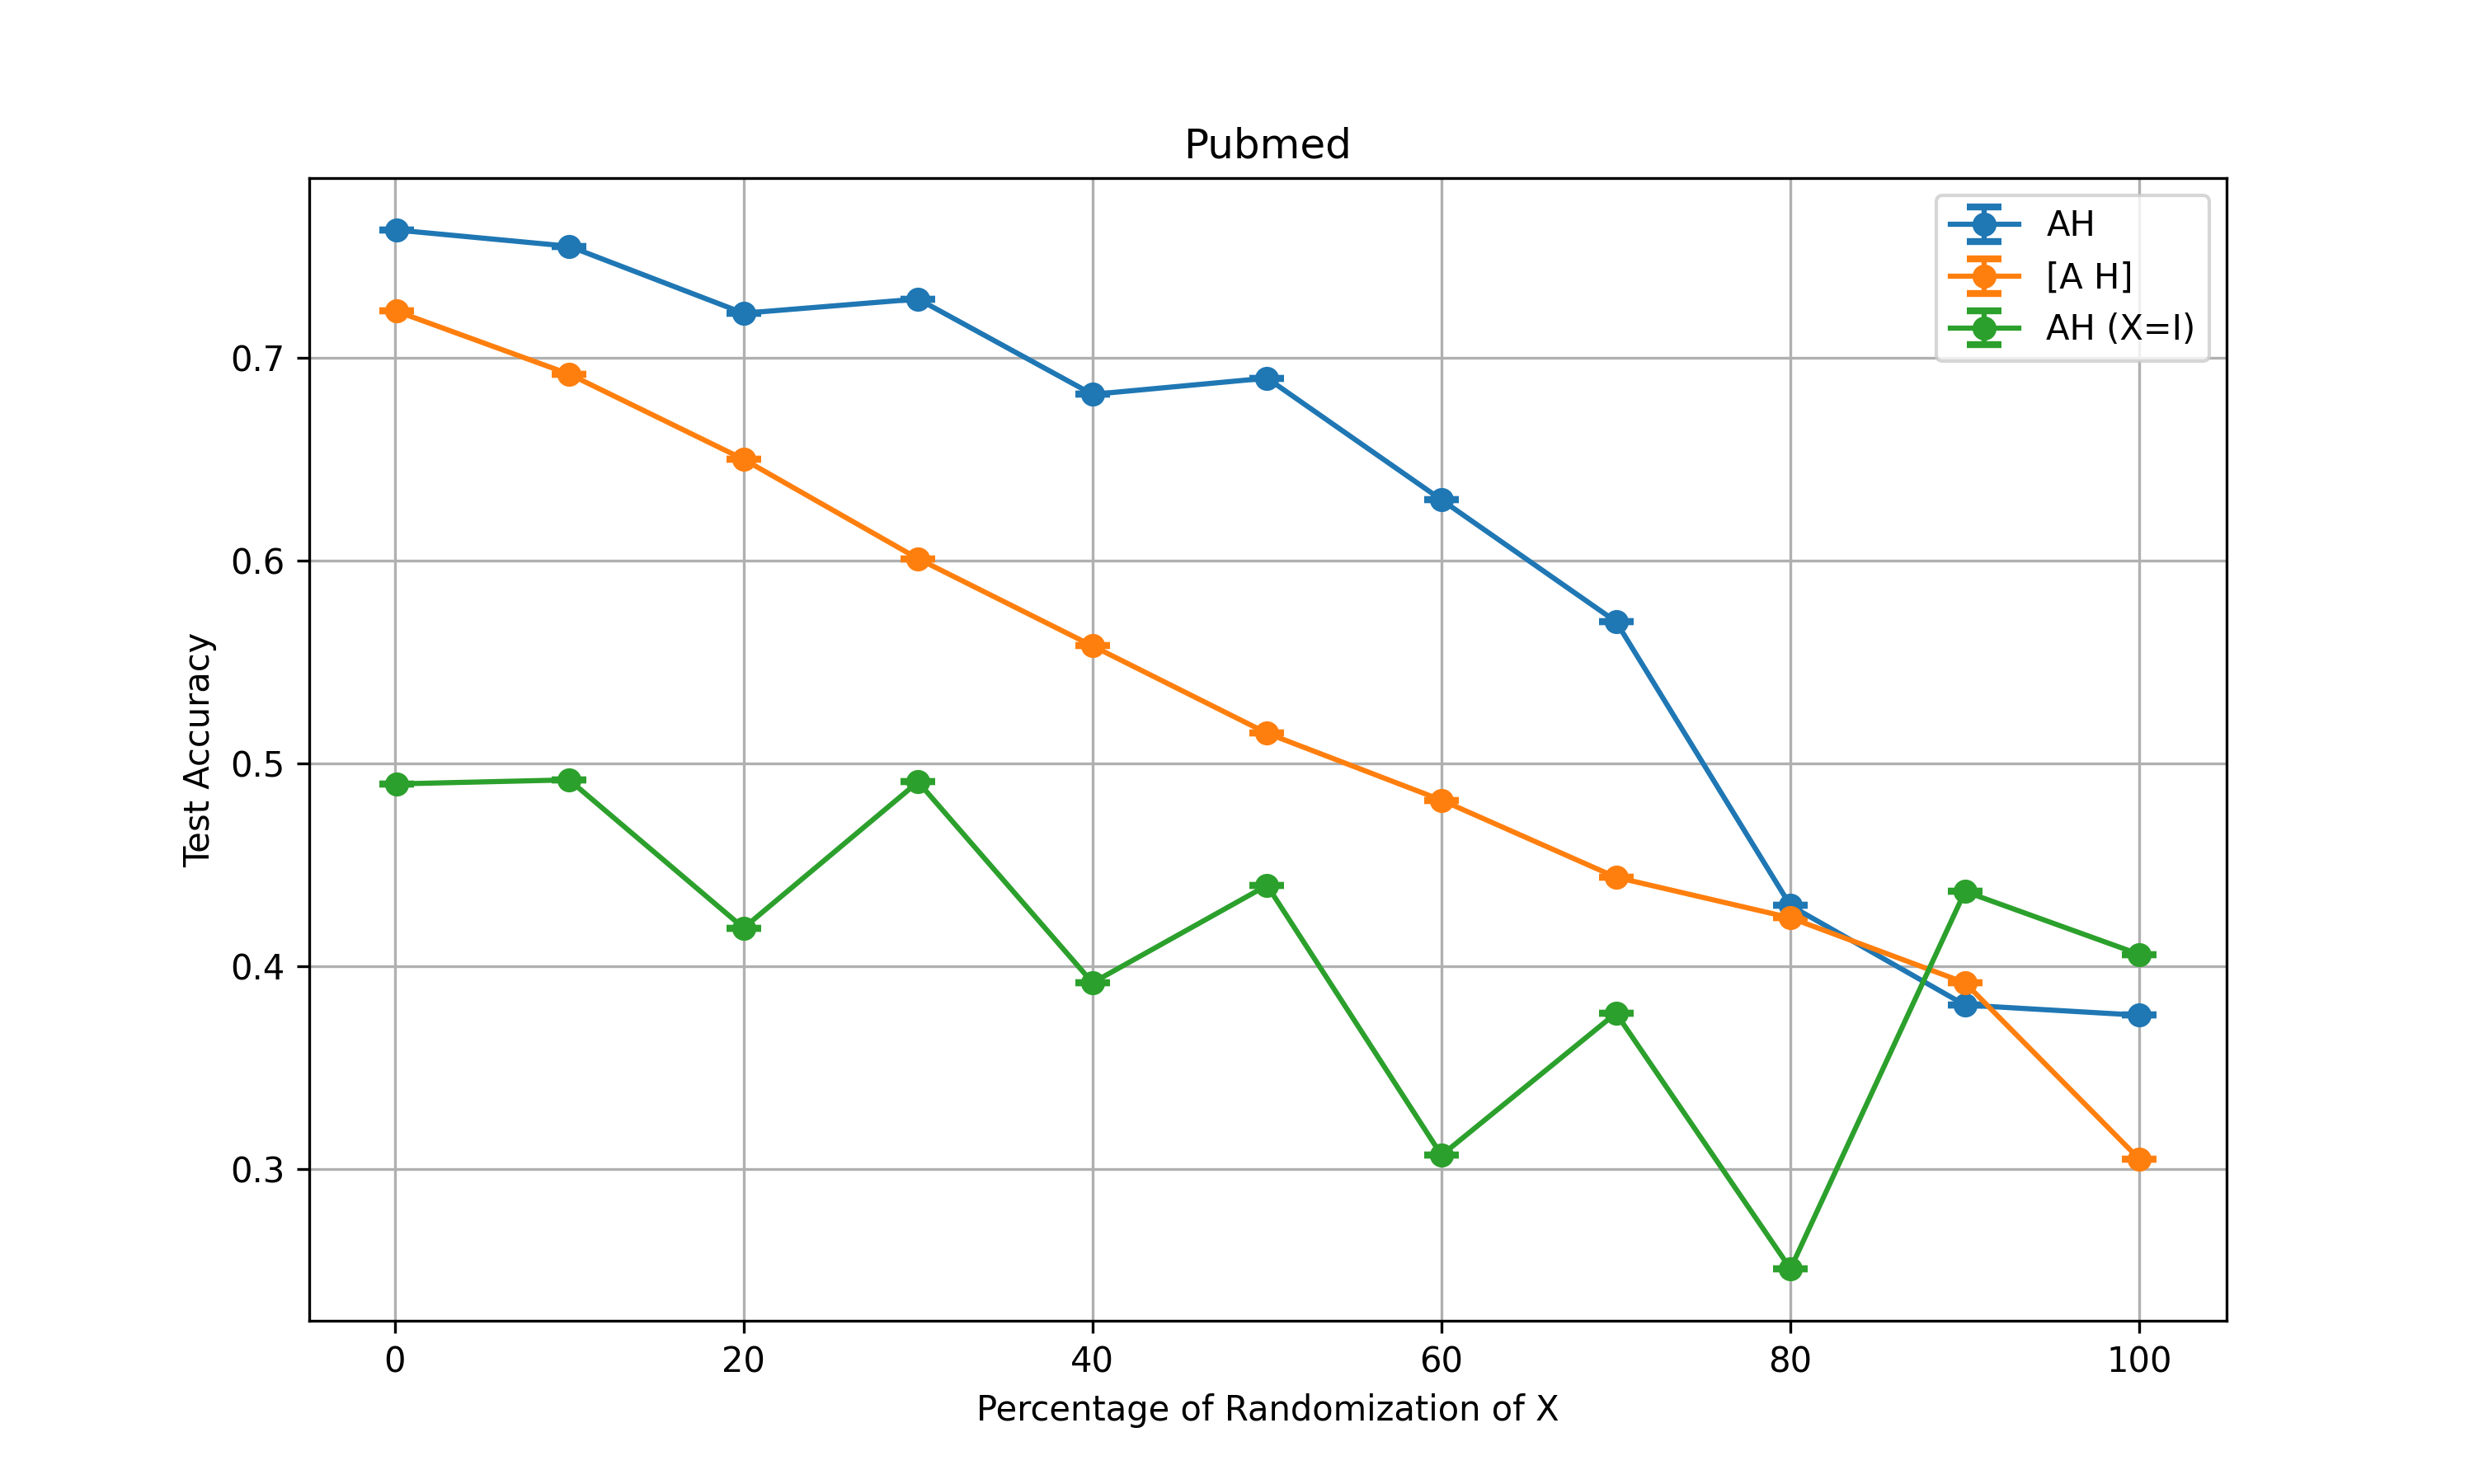 Pubmed
AH
[A H]
AH (X=I)
Test Accuracy
0.7
0.6
0.5
0.4
0.3
0 20 40 60 80 100
Percentage of Randomization of X